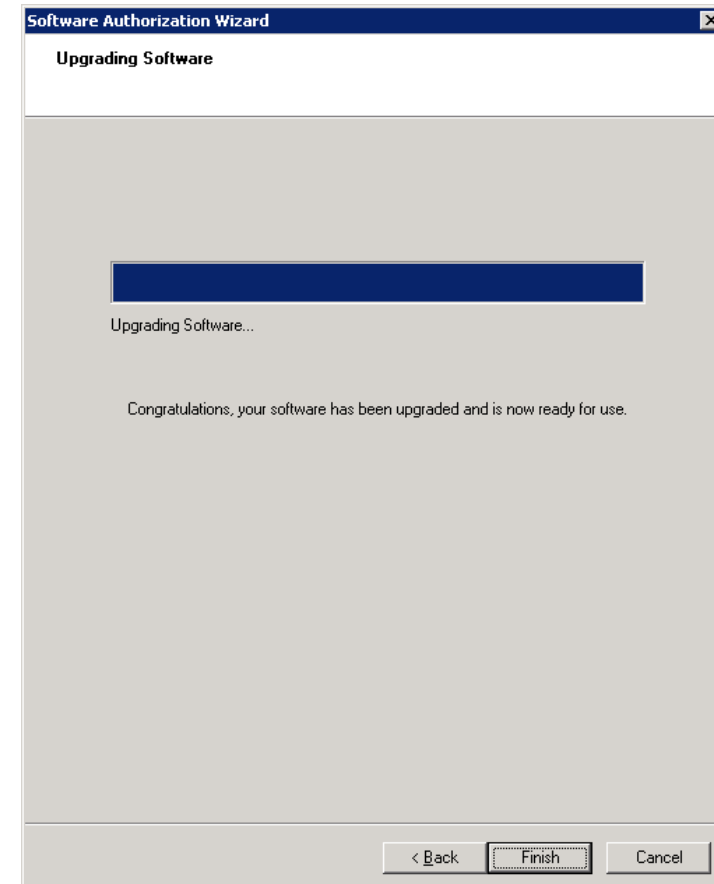 Software Authorization Wizard
Upgrading Software
Upgrading Software...
Congratulations, your software has been upgraded and is now ready for use.
< Back
Finish
Cancel